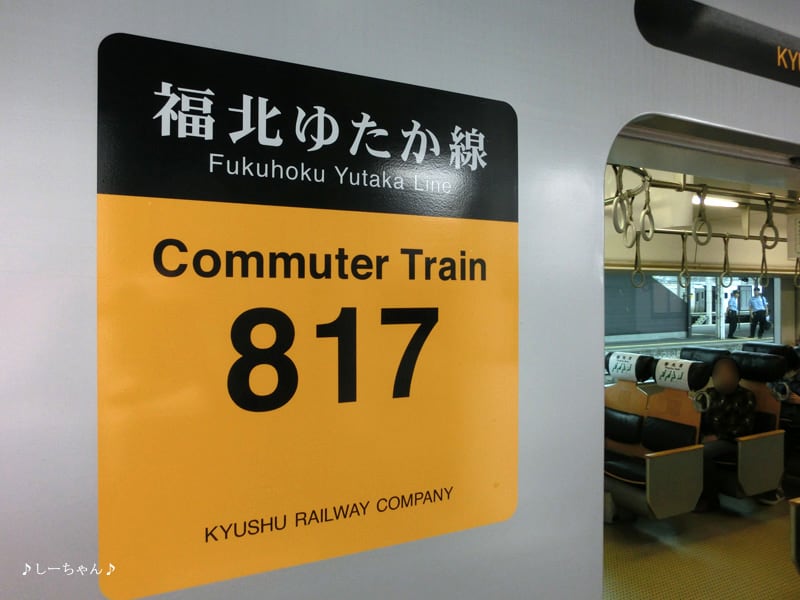 福北ゆたか線
Fukuhoku Yutaka Line
Commuter Train
817
KYUSHU RAILWAY COMPANY
KYU
♪しーちゃん♪